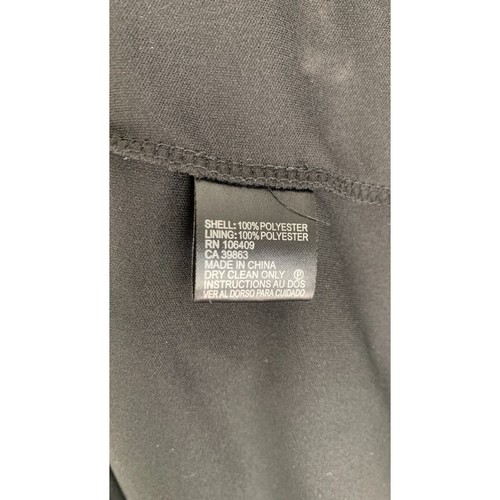 SHELL: 100% POLYESTER
LINING: 100% POLYESTER
RN 106409
CA 39863
MADE IN CHINA
DRY CLEAN ONLY Ⓟ
INSTRUCTIONS AU DOS
VER AL DORSO PARA CUIDADO